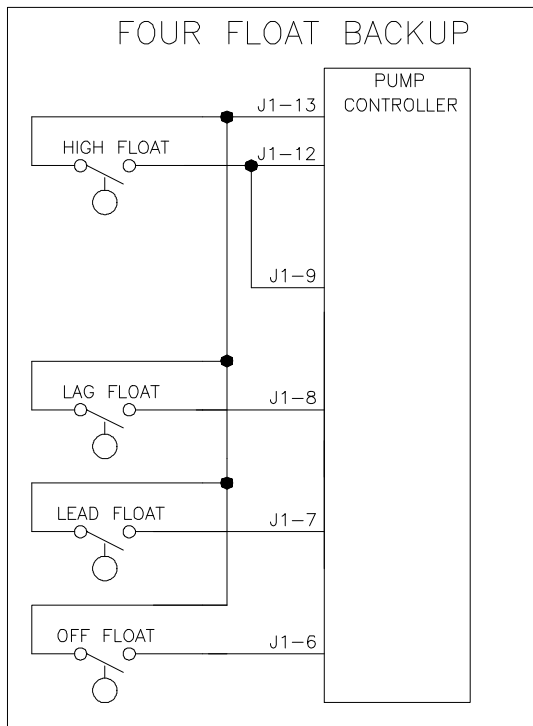 FOUR FLOAT BACKUP
PUMP
CONTROLLER
J1-13
HIGH FLOAT
J1-12
J1-9
LAG FLOAT
J1-8
LEAD FLOAT
J1-7
OFF FLOAT
J1-6